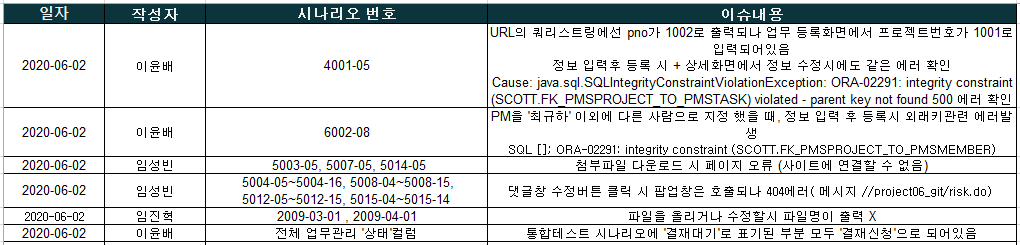 일자 작성자 시나리오 번호 이슈내용
2020-06-02 이윤배 4001-05
URL의 쿼리스트링에선 pno가 1002로 출력되나 업무 등록화면에서 프로젝트번호가 1001로
입력되어있음
정보 입력후 등록 시 + 상세화면에서 정보 수정시에도 같은 에러 확인
Cause: java.sql.SQLIntegrityConstraintViolationException: ORA-02291: integrity constraint
(SCOTT.FK_PMSPROJECT_TO_PMSTASK) violated - parent key not found 500 에러 확인
2020-06-02 이윤배 6002-08
PM을 '최규하' 이외에 다른 사람으로 지정 했을 때, 정보 입력 후 등록시 외래키관련 에러발
생
SQL []; ORA-02291: integrity constraint (SCOTT.FK_PMSPROJECT_TO_PMSMEMBER)
2020-06-02 임성빈 5003-05, 5007-05, 5014-05 첨부파일 다운로드 시 페이지 오류 (사이트에 연결할 수 없음)
2020-06-02 임성빈
5004-05~5004-16, 5008-04~5008-15,
5012-05~5012-15, 5015-04~5015-14
댓글창 수정버튼 클릭 시 팝업창은 호출되나 404에러( 메시지 //project06_git/risk.do)
2020-06-02 임진혁 2009-03-01 , 2009-04-01 파일을 올리거나 수정할시 파일명이 출력 X
2020-06-02 이윤배 전체 업무관리 '상태'컬럼 통합테스트 시나리오에 '결재대기'로 표기된 부분 모두 '결재신청'으로 되어있음